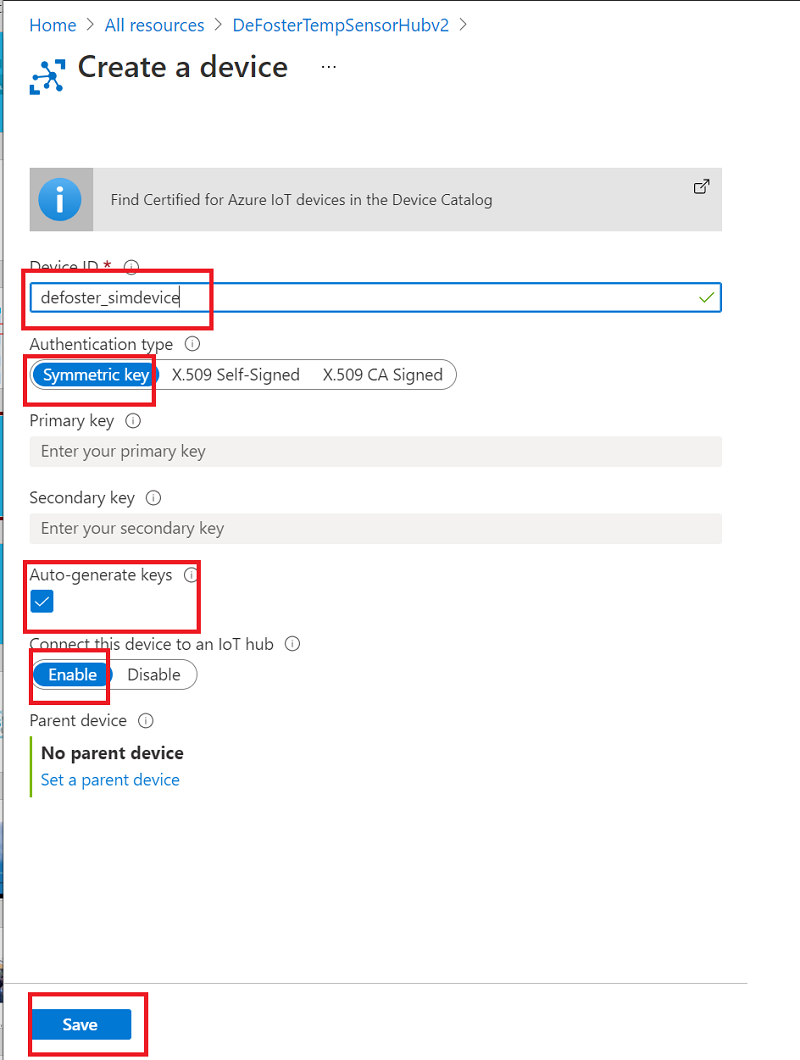 Home > All resources > DeFosterTempSensorHubv2 >
Create a device ...
Find Certified for Azure IoT devices in the Device Catalog
Device ID *
defoster_simdevice
Authentication type
Symmetric key X.509 Self-Signed X.509 CA Signed
Primary key
Enter your primary key
Secondary key
Enter your secondary key
Auto-generate keys
Connect this device to an IoT hub
Enable Disable
Parent device
No parent device
Set a parent device
Save